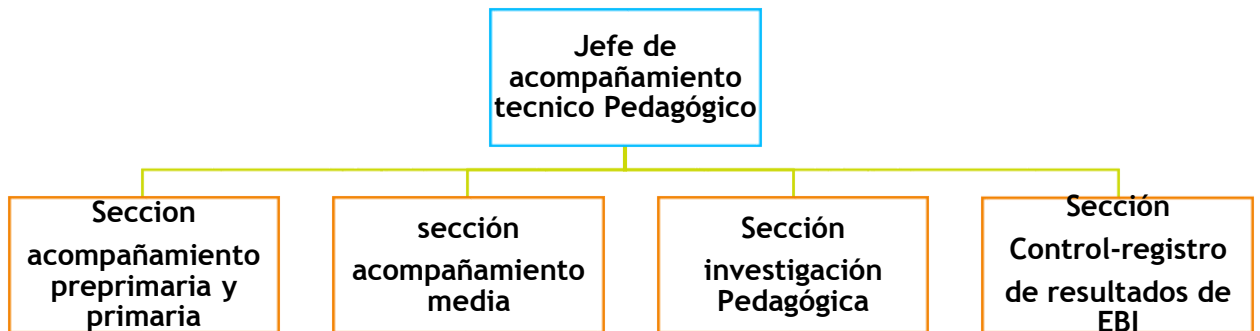 Jefe de
acompañamiento
tecnico Pedagógico
Seccion
acompañamiento
preprimaria y
primaria
sección
acompañamiento
media
Sección
investigación
Pedagógica
Sección
Control-registro
de resultados de
EBI